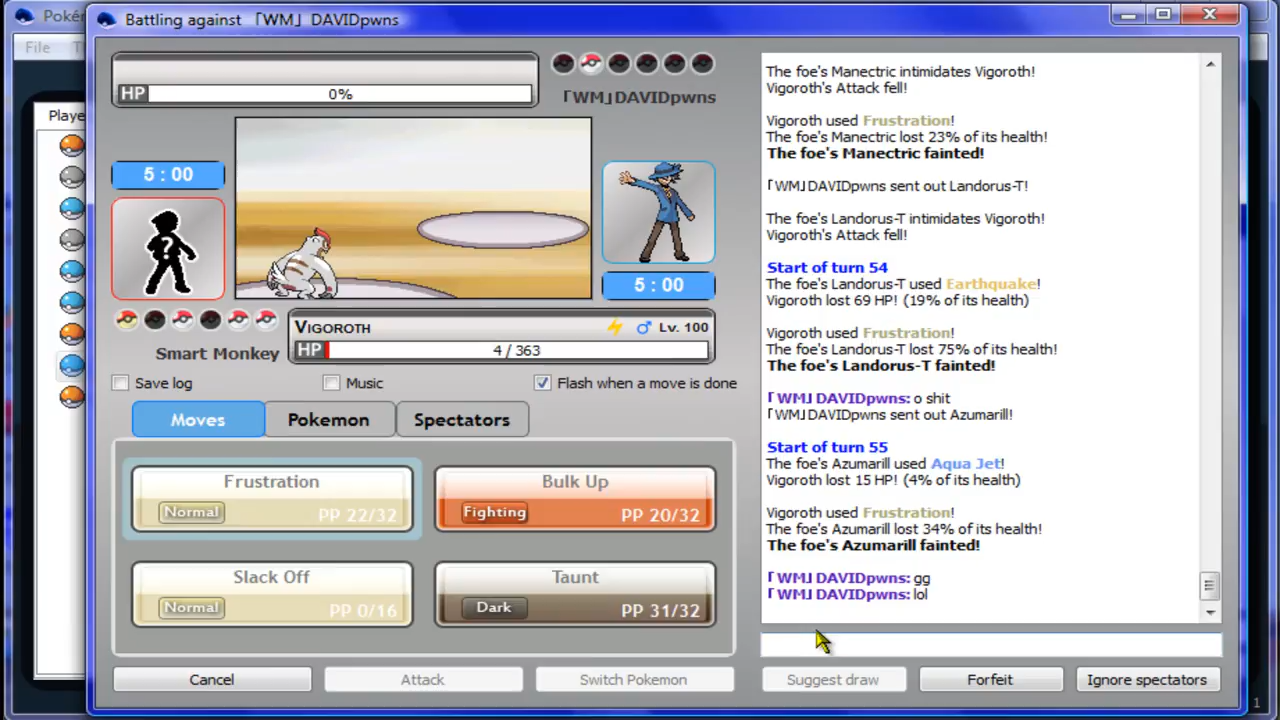 Poké
Battling against 「WM」DAVIDpwns
File T
Playe
HP 0%
「WM」DAVIDpwns
5 : 00
?
5 : 00
VIGOROTH ♂ Lv. 100
HP 4 / 363
Smart Monkey
Save log
Music
Flash when a move is done
Moves
Pokemon
Spectators
Frustration
Normal PP 22/32
Bulk Up
Fighting PP 20/32
Slack Off
Normal PP 0/16
Taunt
Dark PP 31/32
Cancel
Attack
Switch Pokemon
The foe's Manectric intimidates Vigoroth!
Vigoroth's Attack fell!
Vigoroth used Frustration!
The foe's Manectric lost 23% of its health!
The foe's Manectric fainted!
「WM」DAVIDpwns sent out Landorus-T!
The foe's Landorus-T intimidates Vigoroth!
Vigoroth's Attack fell!
Start of turn 54
The foe's Landorus-T used Earthquake!
Vigoroth lost 69 HP! (19% of its health)
Vigoroth used Frustration!
The foe's Landorus-T lost 75% of its health!
The foe's Landorus-T fainted!
「WM」DAVIDpwns: o shit
「WM」DAVIDpwns sent out Azumarill!
Start of turn 55
The foe's Azumarill used Aqua Jet!
Vigoroth lost 15 HP! (4% of its health)
Vigoroth used Frustration!
The foe's Azumarill lost 34% of its health!
The foe's Azumarill fainted!
「WM」DAVIDpwns: gg
「WM」DAVIDpwns: lol
Suggest draw
Forfeit
Ignore spectators
1